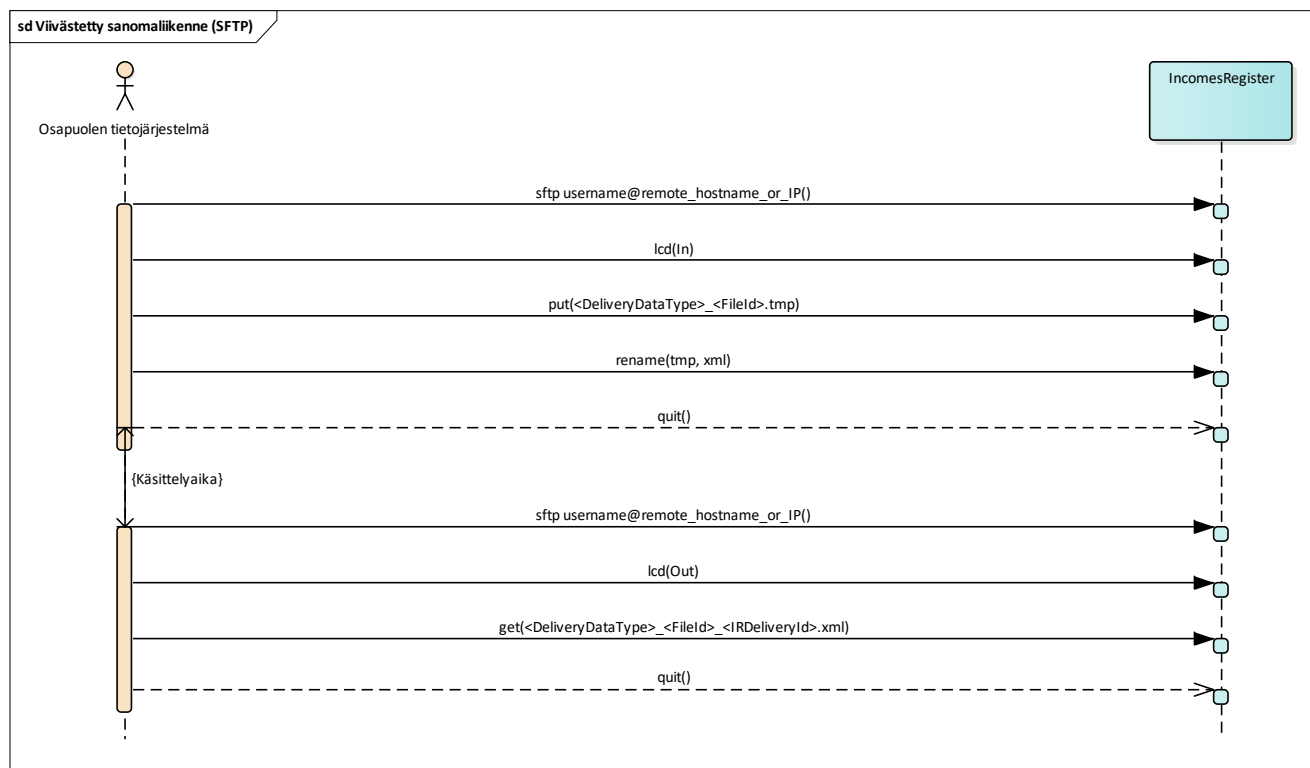 sd Viivästetty sanomaliikenne (SFTP)
IncomesRegister
Osapuolen tietojärjestelmä
sftp username@remote_hostname_or_IP()
lcd(In)
put(<DeliveryDataType>_<FileId>.tmp)
rename(tmp, xml)
quit()
{Käsittelyaika}
sftp username@remote_hostname_or_IP()
lcd(Out)
get(<DeliveryDataType>_<FileId>_<IRDeliveryId>.xml)
quit()